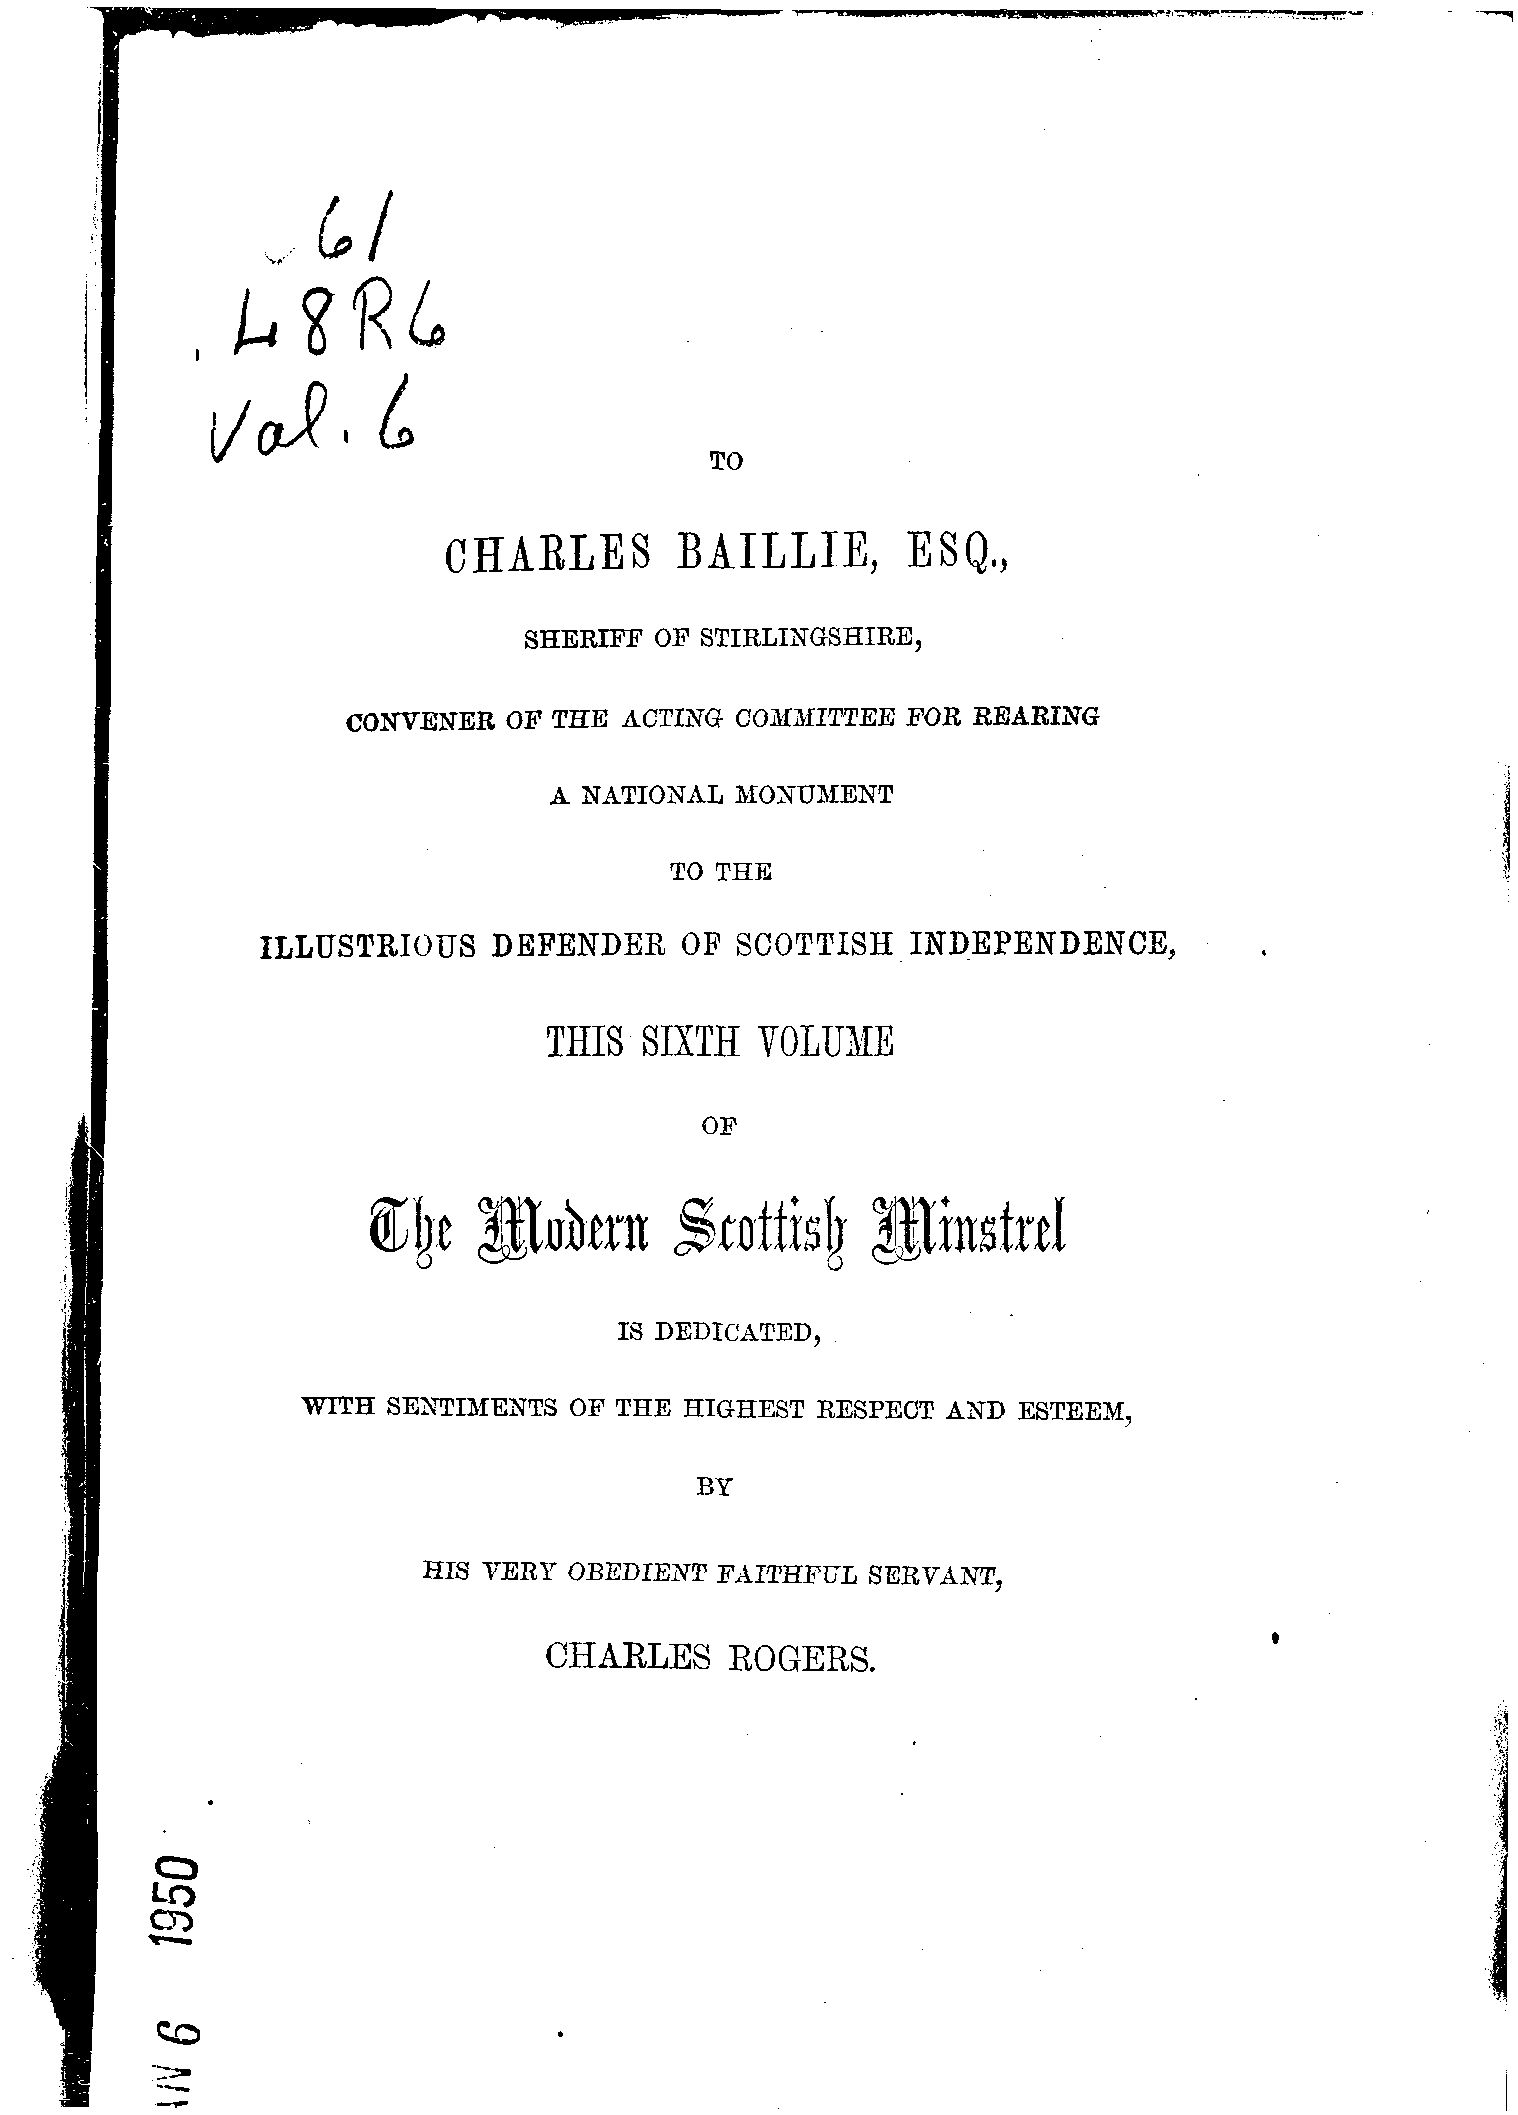 61
.L8R6
Vol. 6
TO
CHARLES BAILLIE, ESQ.,
SHERIFF OF STIRLINGSHIRE,
CONVENER OF THE ACTING COMMITTEE FOR REARING
A NATIONAL MONUMENT
TO THE
ILLUSTRIOUS DEFENDER OF SCOTTISH INDEPENDENCE,
THIS SIXTH VOLUME
OF
The Modern Scottish Minstrel
IS DEDICATED,
WITH SENTIMENTS OF THE HIGHEST RESPECT AND ESTEEM,
BY
HIS VERY OBEDIENT FAITHFUL SERVANT,
CHARLES ROGERS.
6 1950